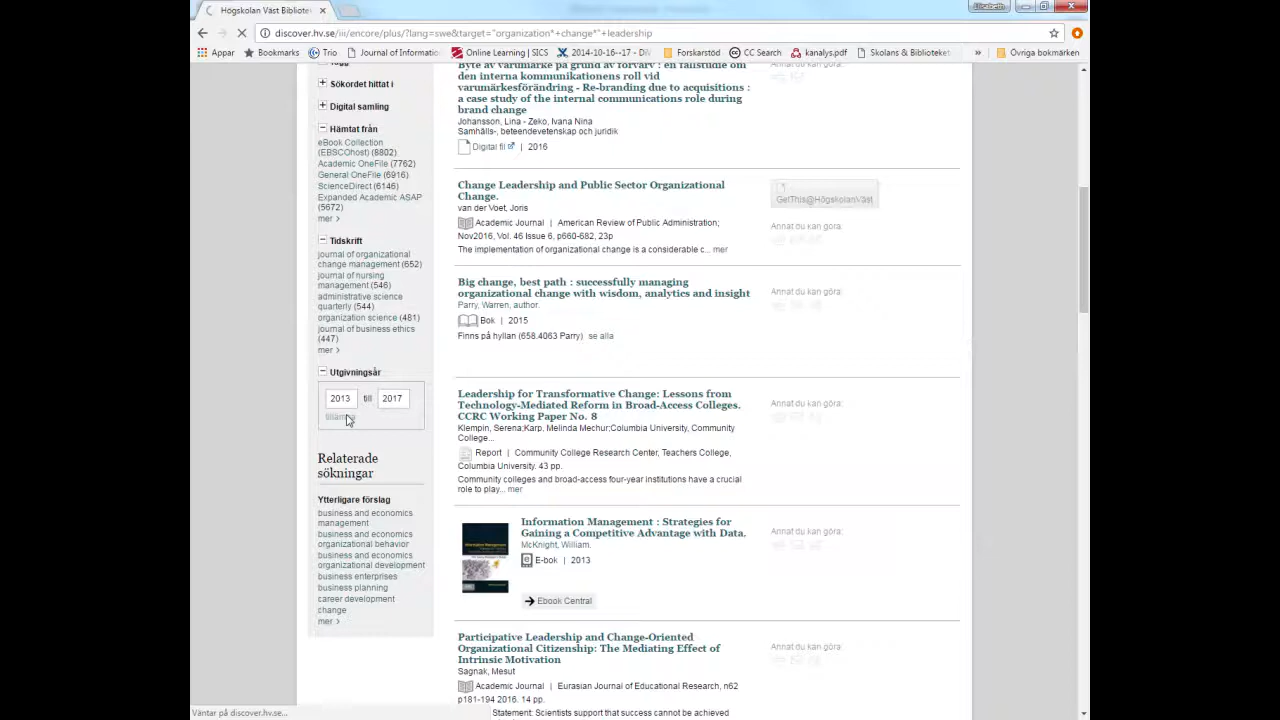 Högskolan Väst Bibliote
Elisabeth
discover.hv.se/iii/encore/plus/?lang=swe&target="organization*+change*"+leadership
Appar
Bookmarks
Trio
Journal of Informatio
Online Learning | SICS
2014-10-16--17 - DiV
Forskarstöd
CC Search
kanalys.pdf
Skolans & Biblioteke
»
Övriga bokmärken
Sökordet hittat i
Digital samling
Hämtat från
eBook Collection
(EBSCOhost) (8802)
Academic OneFile (7762)
General OneFile (6916)
ScienceDirect (6146)
Expanded Academic ASAP
(5672)
mer >
Tidskrift
journal of organizational
change management (652)
journal of nursing
management (546)
administrative science
quarterly (544)
organization science (481)
journal of business ethics
(447)
mer >
Utgivningsår
2013 till 2017
Relaterade
sökningar
Ytterligare förslag
business and economics
management
business and economics
organizational behavior
business and economics
organizational development
business enterprises
business planning
career development
change
mer >
Byte av varumärke på grund av förvärv : en fallstudie om
den interna kommunikationens roll vid
varumärkesförändring - Re-branding due to acquisitions :
a case study of the internal communications role during
brand change
Johansson, Lina - Zeko, Ivana Nina
Samhälls-, beteendevetenskap och juridik
Digital fil | 2016
Annat du kan göra:
Change Leadership and Public Sector Organizational
Change.
van der Voet, Joris
Academic Journal | American Review of Public Administration;
Nov2016, Vol. 46 Issue 6, p660-682, 23p
The implementation of organizational change is a considerable c... mer
GetThis@HögskolanVäst
Annat du kan göra:
Big change, best path : successfully managing
organizational change with wisdom, analytics and insight
Parry, Warren, author.
Bok | 2015
Finns på hyllan (658.4063 Parry) se alla
Annat du kan göra:
Leadership for Transformative Change: Lessons from
Technology-Mediated Reform in Broad-Access Colleges.
CCRC Working Paper No. 8
Klempin, Serena;Karp, Melinda Mechur;Columbia University, Community
College...
Report | Community College Research Center, Teachers College,
Columbia University. 43 pp.
Community colleges and broad-access four-year institutions have a crucial
role to play... mer
Annat du kan göra:
Information Management : Strategies for
Gaining a Competitive Advantage with Data.
McKnight, William.
E-bok | 2013
Ebook Central
Annat du kan göra:
Participative Leadership and Change-Oriented
Organizational Citizenship: The Mediating Effect of
Intrinsic Motivation
Sagnak, Mesut
Academic Journal | Eurasian Journal of Educational Research, n62
p181-194 2016. 14 pp.
Statement: Scientists support that success cannot be achieved
Annat du kan göra:
Väntar på discover.hv.se...